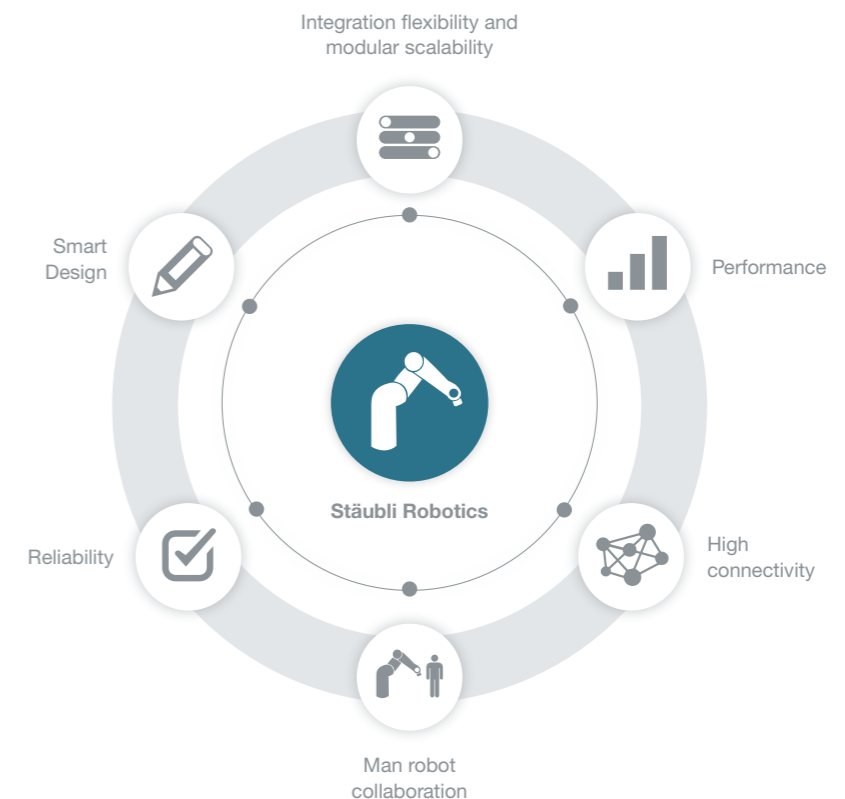 Integration flexibility and
modular scalability
Smart
Design
Performance
Stäubli Robotics
Reliability
High
connectivity
Man robot
collaboration